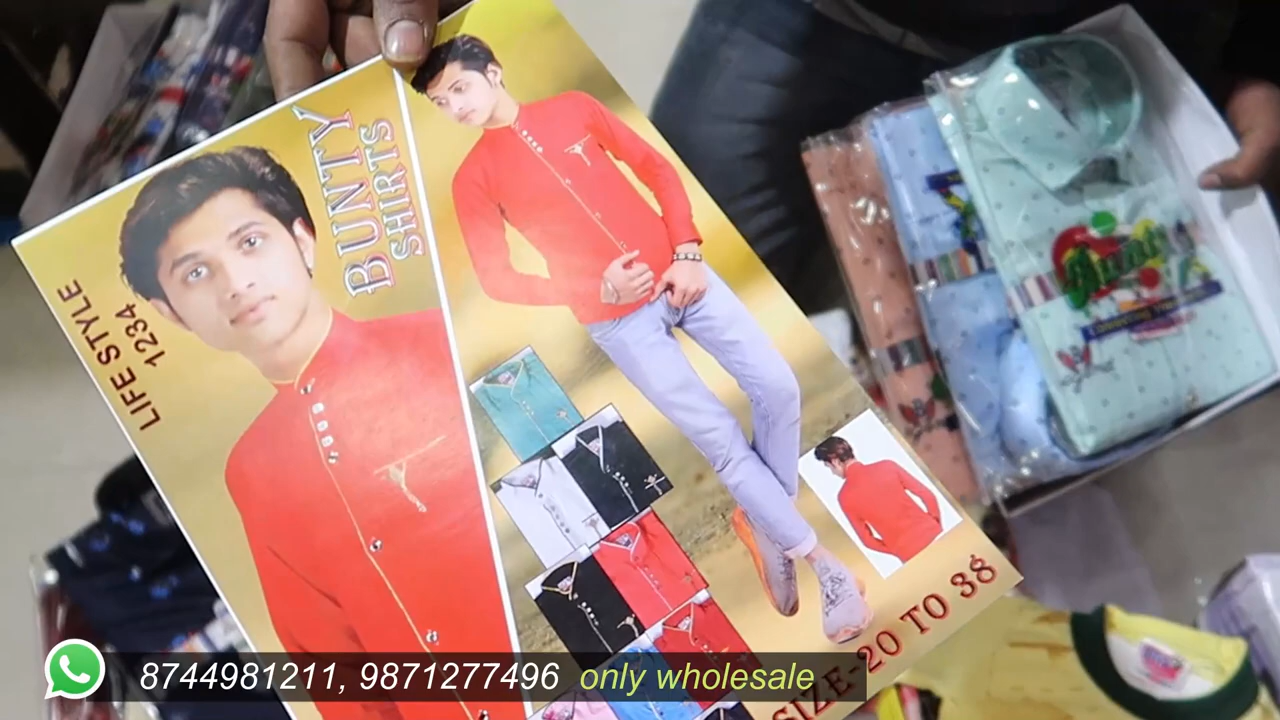 BUNTY
SHIRTS
LIFE STYLE
1234
SIZE-20 TO 38
8744981211, 9871277496 only wholesale